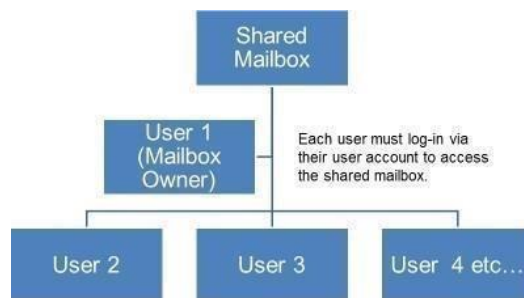 Shared
Mailbox
User 1
(Mailbox
Owner)
Each user must log-in via
their user account to access
the shared mailbox.
User 2
User 3
User 4 etc...